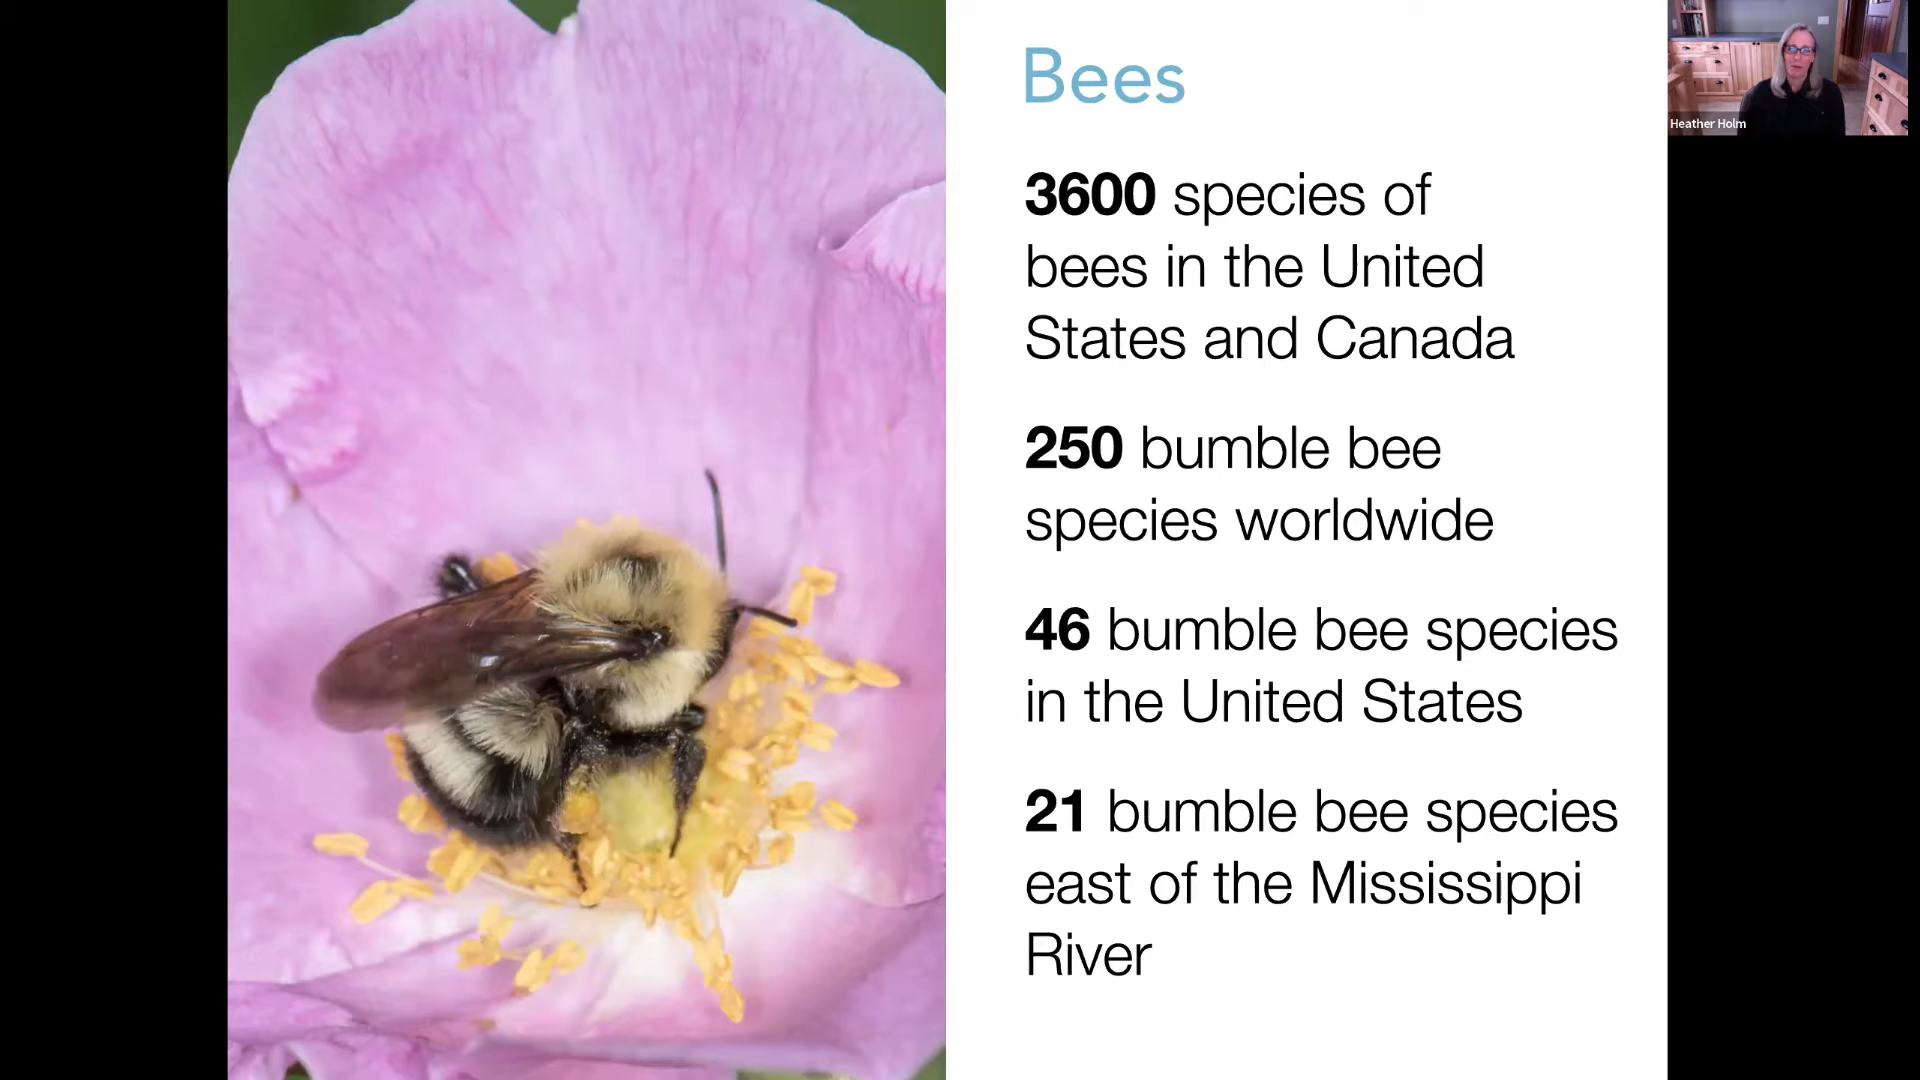 Bees
3600 species of
bees in the United
States and Canada
250 bumble bee
species worldwide
46 bumble bee species
in the United States
21 bumble bee species
east of the Mississippi
River
Heather Holm